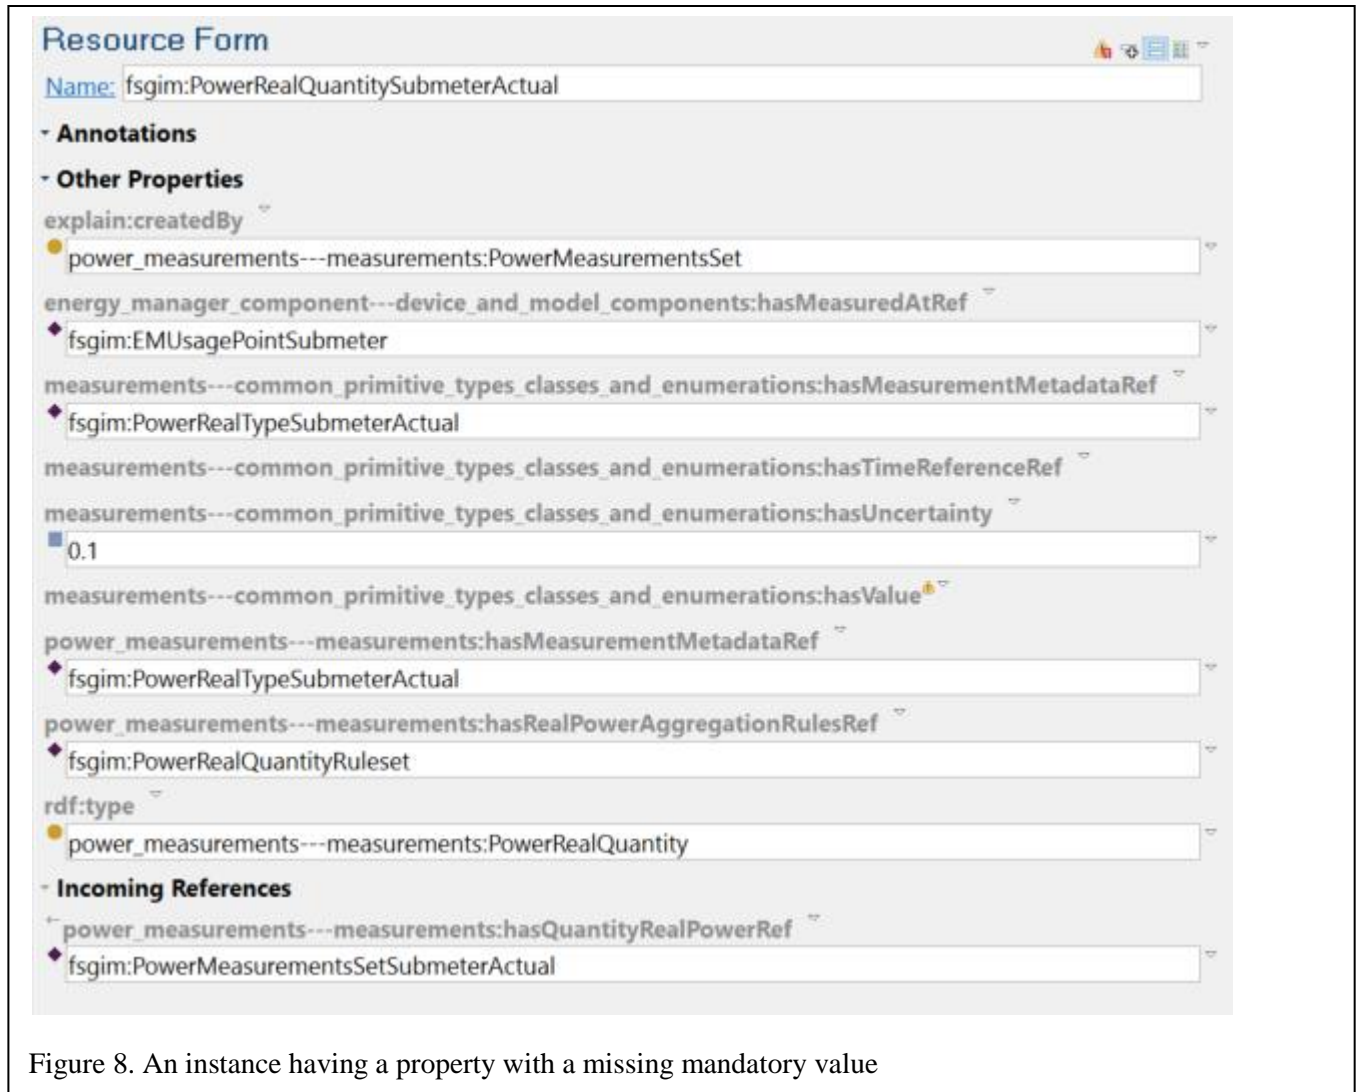 Resource Form
Name: fsgim:PowerRealQuantitySubmeterActual
Annotations
Other Properties
explain:createdBy
power_measurements---measurements:PowerMeasurementsSet
energy_manager_component---device_and_model_components:hasMeasuredAtRef
fsgim:EMUsagePointSubmeter
measurements---common_primitive_types_classes_and_enumerations:hasMeasurementMetadataRef
fsgim:PowerRealTypeSubmeterActual
measurements---common_primitive_types_classes_and_enumerations:hasTimeReferenceRef
measurements---common_primitive_types_classes_and_enumerations:hasUncertainty
0.1
measurements---common_primitive_types_classes_and_enumerations:hasValue
power_measurements---measurements:hasMeasurementMetadataRef
fsgim:PowerRealTypeSubmeterActual
power_measurements---measurements:hasRealPowerAggregationRulesRef
fsgim:PowerRealQuantityRuleset
rdf:type
power_measurements---measurements:PowerRealQuantity
Incoming References
power_measurements---measurements:hasQuantityRealPowerRef
fsgim:PowerMeasurementsSetSubmeterActual
Figure 8. An instance having a property with a missing mandatory value